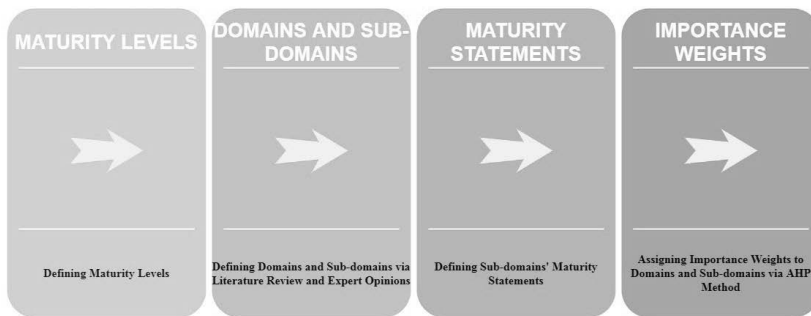 MATURITY LEVELS
DOMAINS AND SUB-
DOMAINS
MATURITY
STATEMENTS
IMPORTANCE
WEIGHTS
Defining Maturity Levels
Defining Domains and Sub-domains via
Literature Review and Expert Opinions
Defining Sub-domains' Maturity
Statements
Assigning Importance Weights to
Domains and Sub-domains via AHP
Method